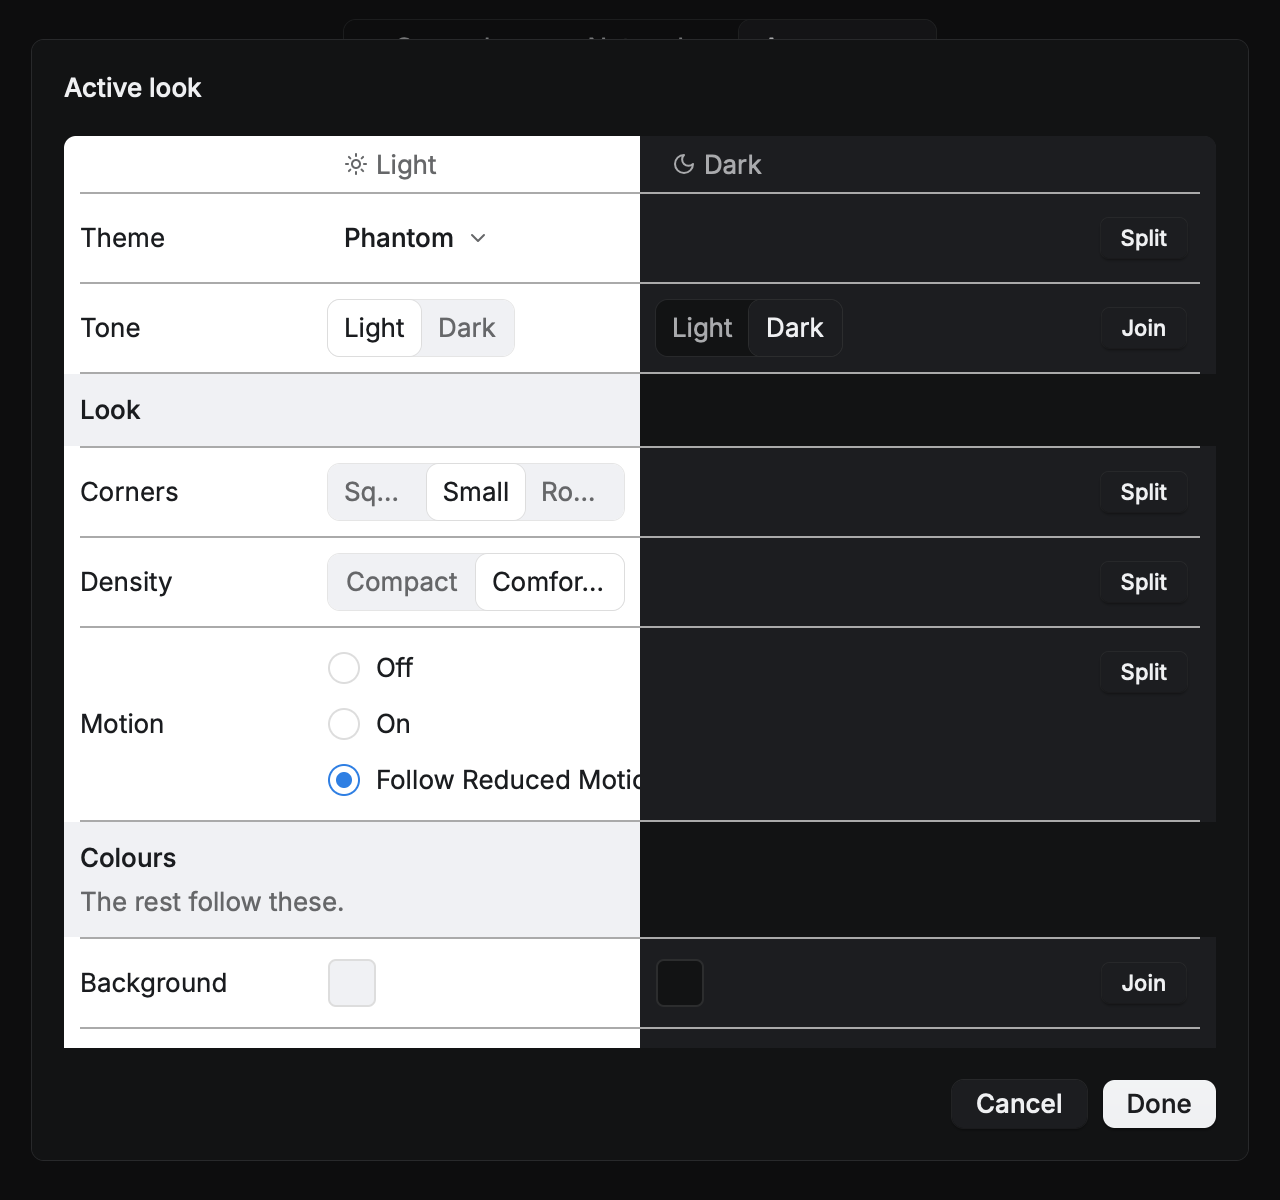 Active look
Light
Dark
Theme
Phantom
Split
Tone
Light
Dark
Light
Dark
Join
Look
Corners
Sq...
Small
Ro...
Split
Density
Compact
Comfor...
Split
Motion
Off
On
Follow Reduced
Split
Colours
The rest follow these.
Background
Join
Cancel
Done